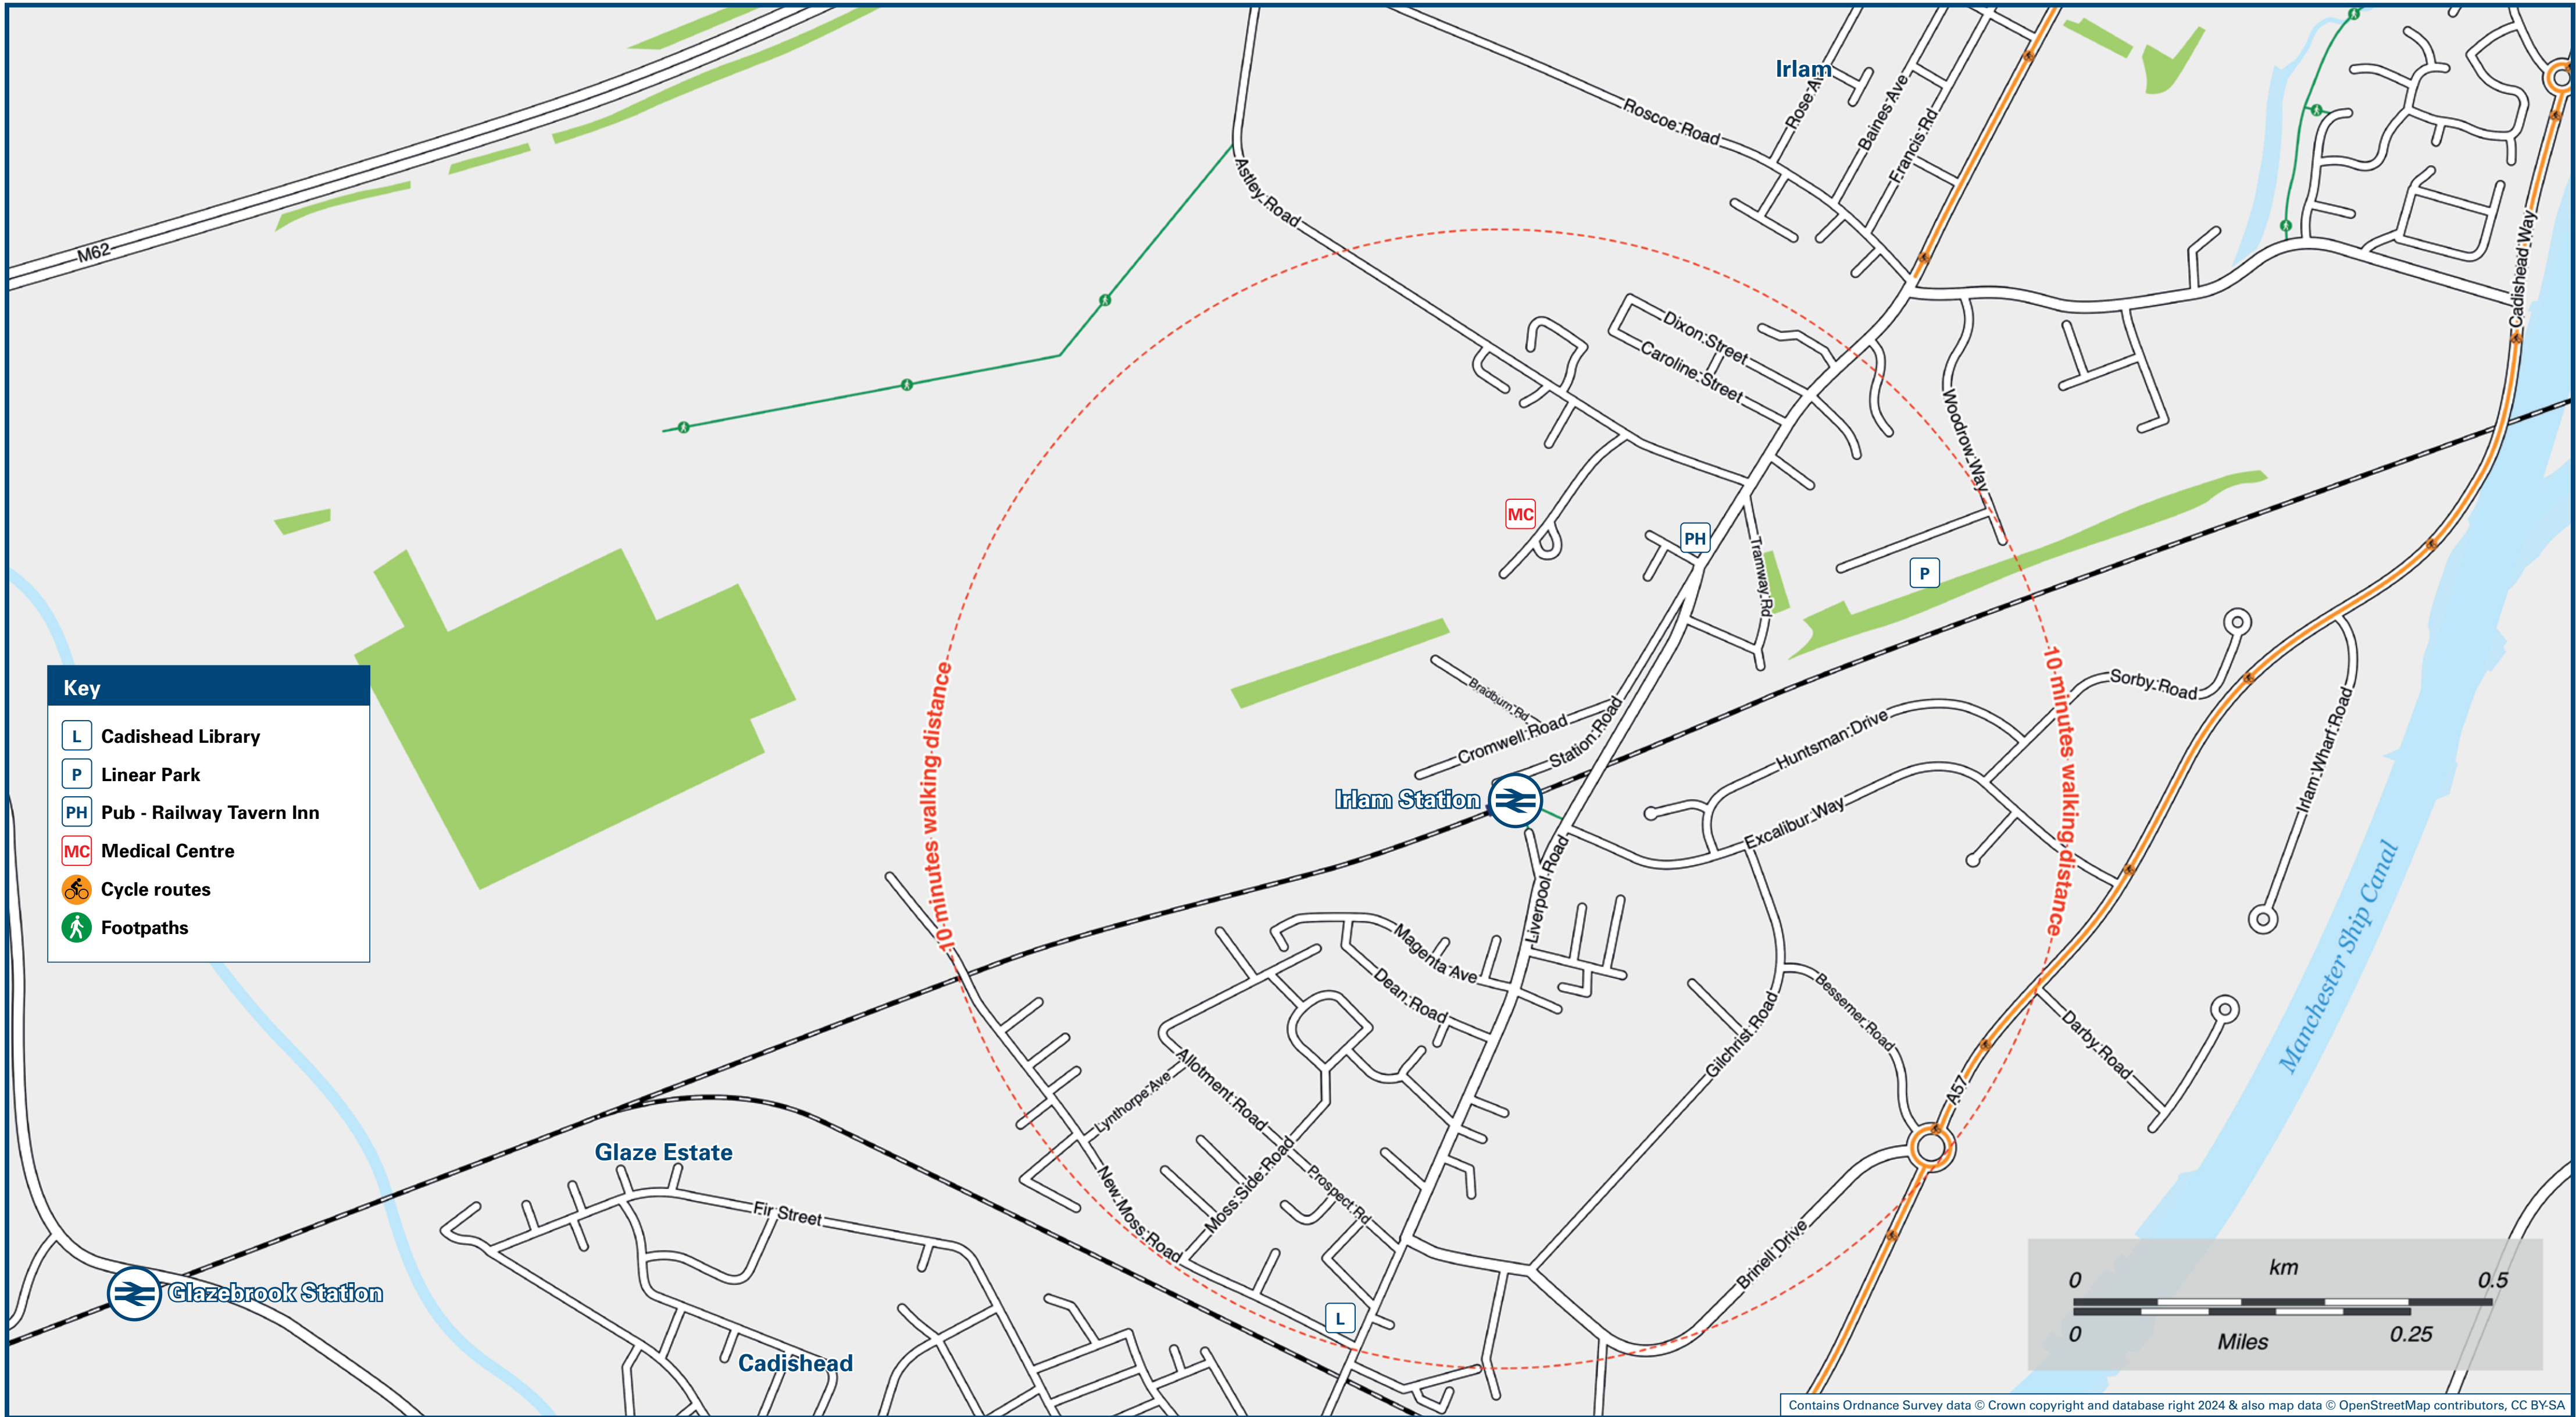 Irlam
Roscoe Road
Rose A
Baines Ave
Francis Rd
M62
Astley Road
Cadishead Way
Dixon Street
Caroline Street
Woodrow Way
MC
PH
Tramway Rd
P
10 minutes walking distance
10 minutes walking distance
Key
L Cadishead Library
P Linear Park
PH Pub - Railway Tavern Inn
MC Medical Centre
Cycle routes
Footpaths
Bradburn Rd
Cromwell Road
Station Road
Sorby Road
Huntsman Drive
Irlam Wharf Road
Irlam Station
Excalibur Way
Liverpool Road
Manchester Ship Canal
Magenta Ave
Dean Road
Bessemer Road
Gilchrist Road
Darby Road
A57
Allotment Road
Lynthorpe Ave
Glaze Estate
Moss Side Road
Prospect Rd
New Moss Road
Fir Street
Brinell Drive
Glazebrook Station
L
Cadishead
km
0 0.5
0 0.25
Miles
Contains Ordnance Survey data © Crown copyright and database right 2024 & also map data © OpenStreetMap contributors, CC BY-SA